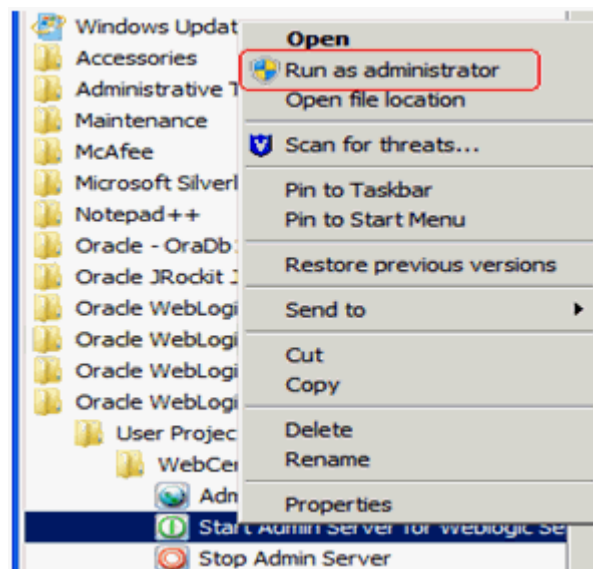 Windows Updat
Accessories
Administrative T
Maintenance
McAfee
Microsoft Silverl
Notepad++
Oracle - OraDb
Oracle JRockit J
Oracle WebLogi
Oracle WebLogi
Oracle WebLogi
Oracle WebLogi
User Projec
WebCen
Adm
Start Admin Server for Weblogic Se
Stop Admin Server
Open
Run as administrator
Open file location
Scan for threats...
Pin to Taskbar
Pin to Start Menu
Restore previous versions
Send to
Cut
Copy
Delete
Rename
Properties